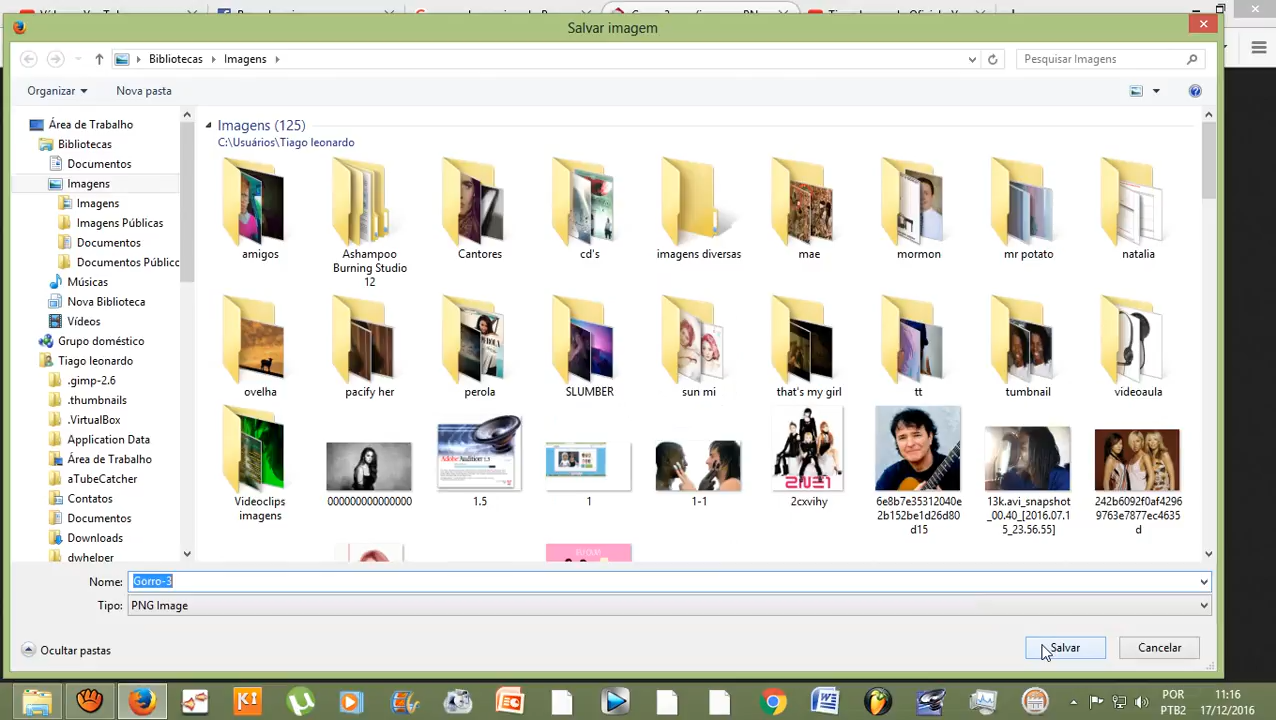 Salvar imagem
Bibliotecas
Imagens
Pesquisar Imagens
Organizar
Nova pasta
Área de Trabalho
Bibliotecas
Documentos
Imagens
Imagens
Imagens Públicas
Documentos
Documentos Públic
Músicas
Nova Biblioteca
Vídeos
Grupo doméstico
Tiago leonardo
.gimp-2.6
.thumbnails
.VirtualBox
Application Data
Área de Trabalho
aTubeCatcher
Contatos
Documentos
Downloads
dwhelper
Imagens (125)
C:\Usuários\Tiago leonardo
amigos
Ashampoo
Burning Studio
12
Cantores
cd's
imagens diversas
mae
mormon
mr potato
natalia
ovelha
pacify her
perola
SLUMBER
sun mi
that's my girl
tt
tumbnail
videoaula
Videoclips
imagens
000000000000000
1.5
1
1-1
2cxvihy
6e8b7e35312040e
2b152be1d26d80
d15
13k.avi_snapshot
_00.40_[2016.07.1
5_23.56.55]
242b6092f0af4296
9763e7877ec4635
d
2NE1
Nome:
Gorro-3
Tipo:
PNG Image
Ocultar pastas
Salvar
Cancelar
POR
PTB2
11:16
17/12/2016